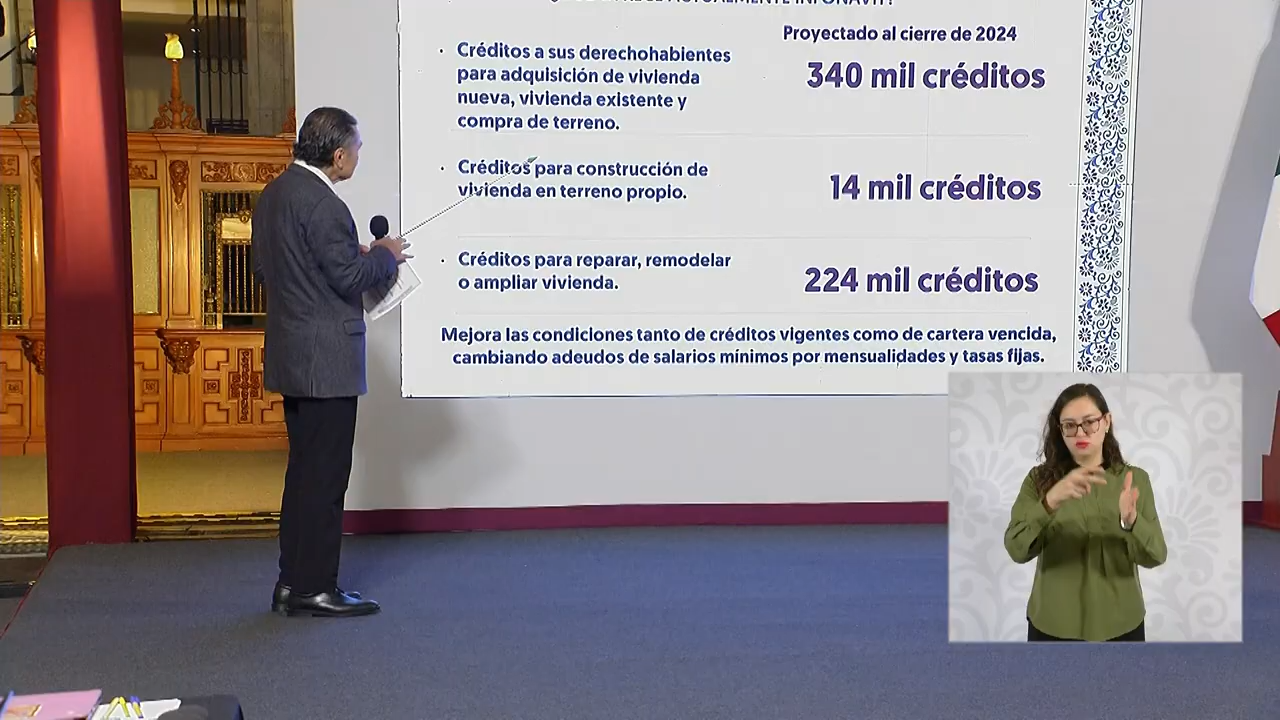 ACTUALMENTE INFONAVIT?
Proyectado al cierre de 2024
· Créditos a sus derechohabientes
para adquisición de vivienda
nueva, vivienda existente y
compra de terreno.
340 mil créditos
· Créditos para construcción de
vivienda en terreno propio.
14 mil créditos
· Créditos para reparar, remodelar
o ampliar vivienda.
224 mil créditos
Mejora las condiciones tanto de créditos vigentes como de cartera vencida,
cambiando adeudos de salarios mínimos por mensualidades y tasas fijas.